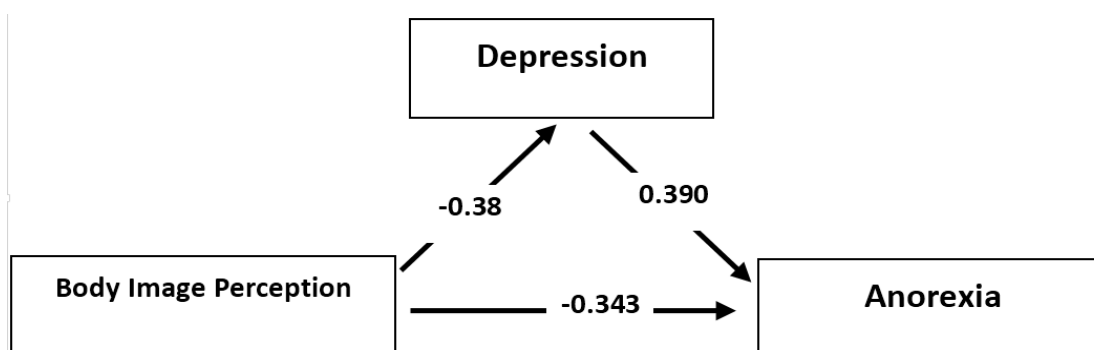 Depression
-0.38
0.390
Body Image Perception
-0.343
Anorexia